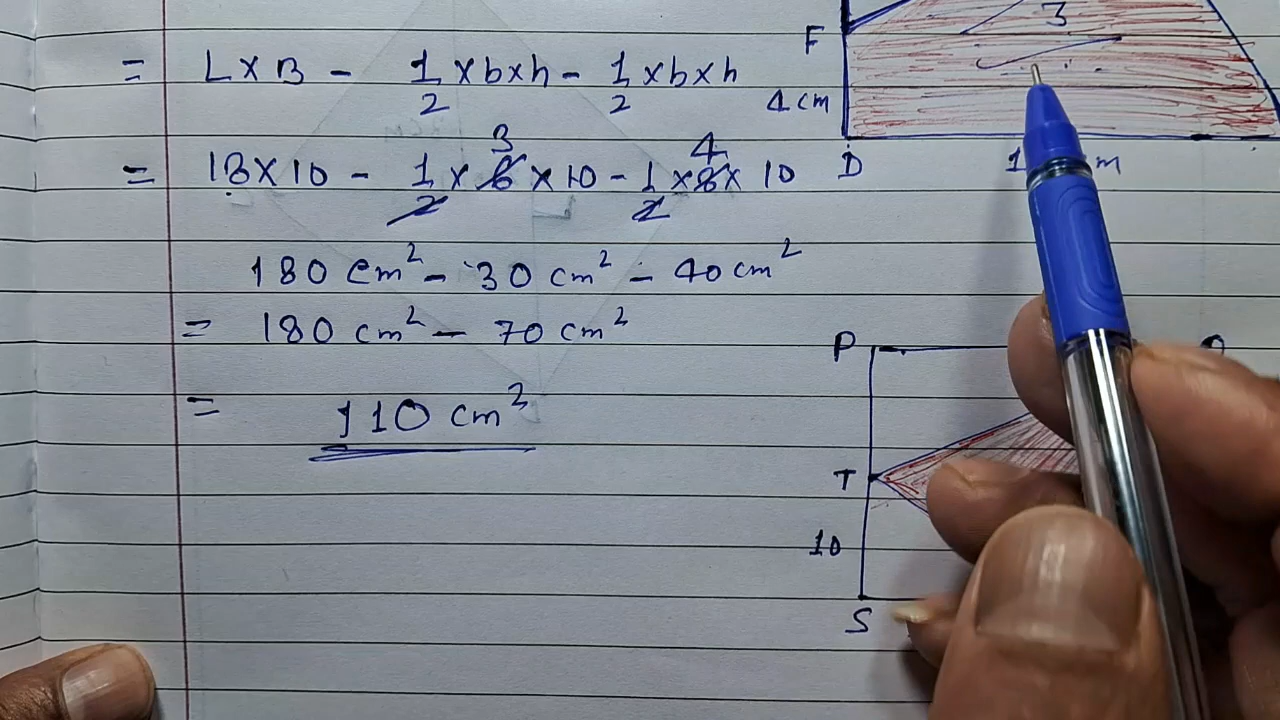 = L × B - 1/2 × b × h - 1/2 × b × h
= 18 × 10 - 1/2 × 6 × 10 - 1/2 × 8 × 10
3 4
180 cm² - 30 cm² - 40 cm²
= 180 cm² - 70 cm²
= 110 cm²
3
F
4 cm
D
P
T
10
S